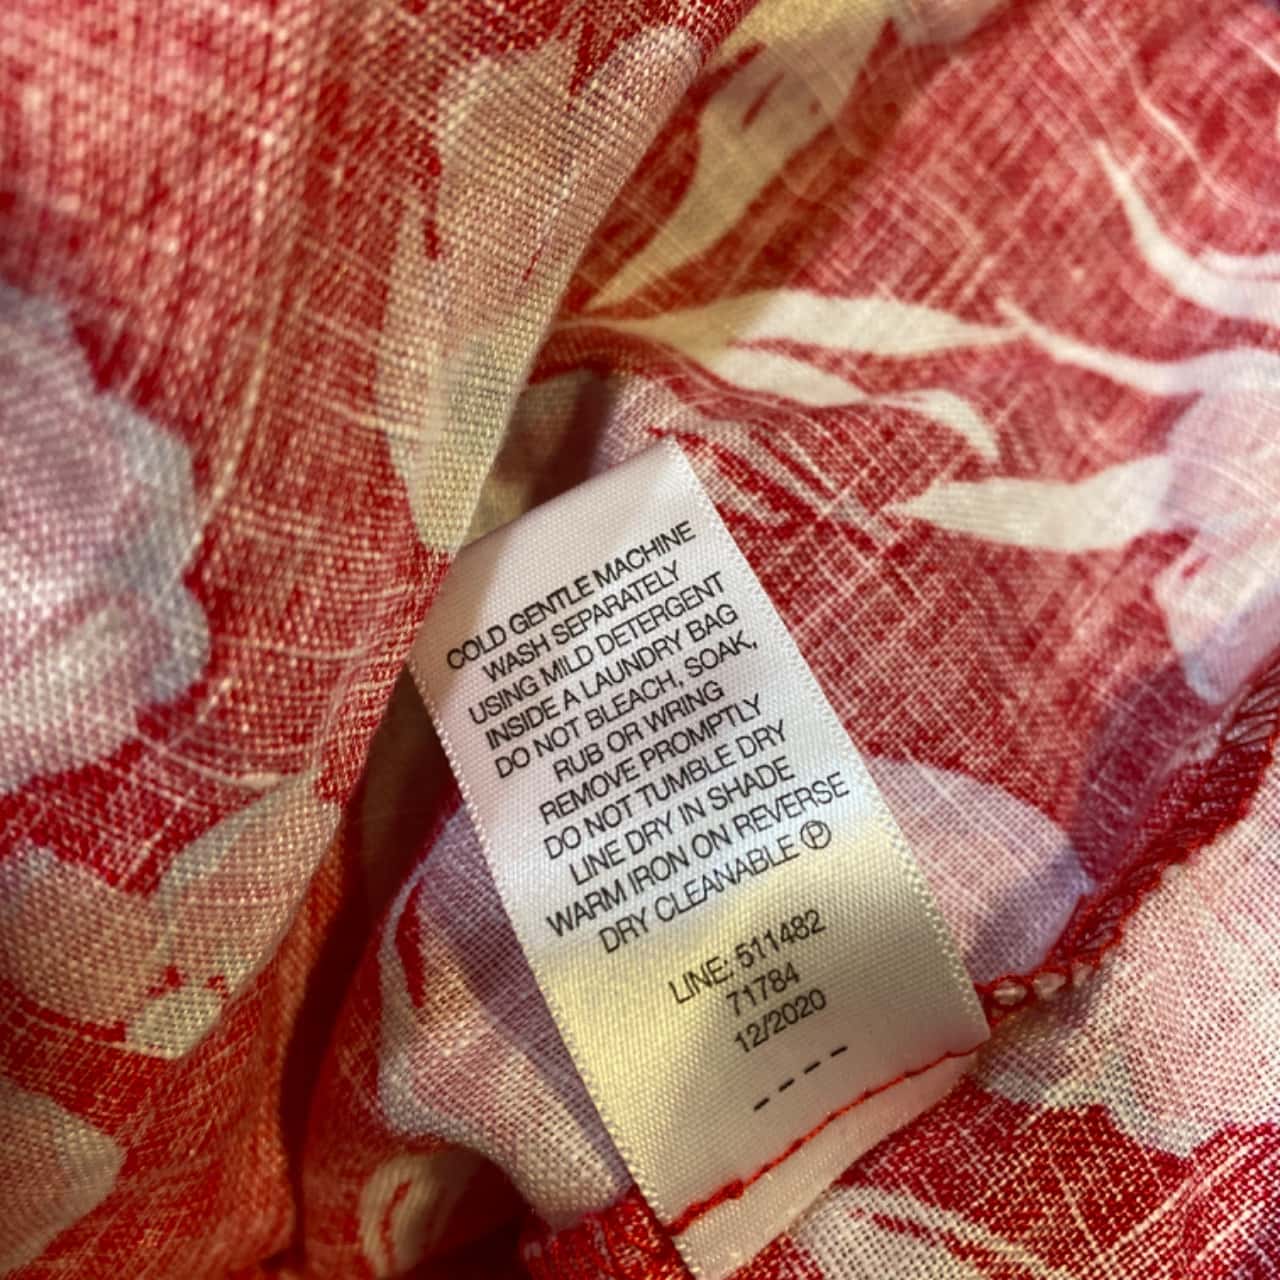 COLD GENTLE MACHINE
WASH SEPARATELY
USING MILD DETERGENT
INSIDE A LAUNDRY BAG
DO NOT BLEACH, SOAK,
RUB OR WRING
REMOVE PROMPTLY
DO NOT TUMBLE DRY
LINE DRY IN SHADE
WARM IRON ON REVERSE
DRY CLEANABLE Ⓟ
LINE: 511482
71784
12/2020
- - - -